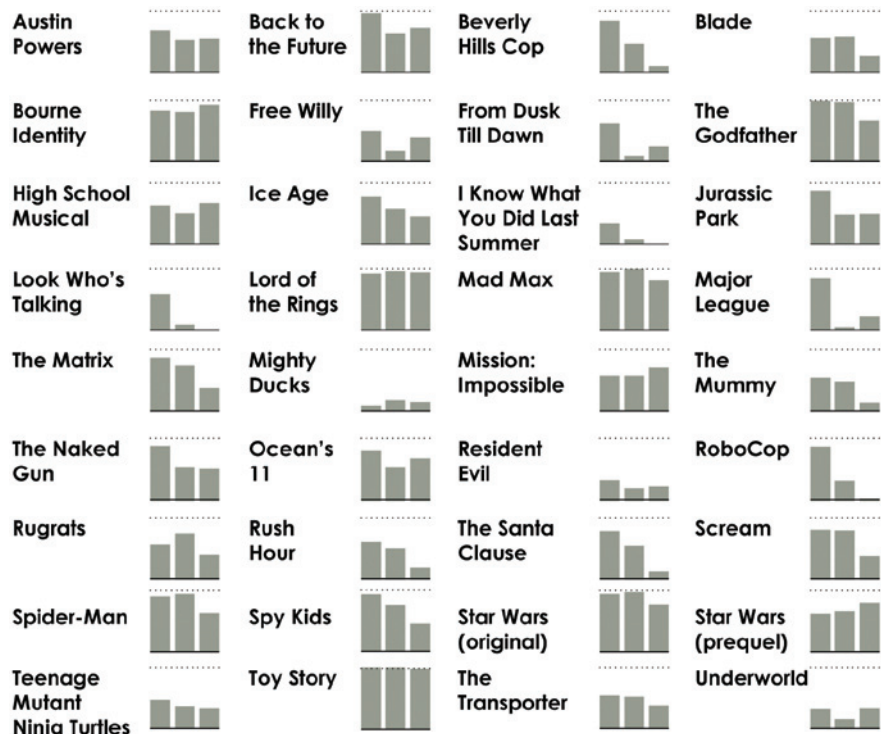 Austin
Powers
Back to
the Future
Beverly
Hills Cop
Blade
Bourne
Identity
Free Willy
From Dusk
Till Dawn
The
Godfather
High School
Musical
Ice Age
I Know What
You Did Last
Summer
Jurassic
Park
Look Who's
Talking
Lord of
the Rings
Mad Max
Major
League
The Matrix
Mighty
Ducks
Mission:
Impossible
The
Mummy
The Naked
Gun
Ocean's
11
Resident
Evil
RoboCop
Rugrats
Rush
Hour
The Santa
Clause
Scream
Spider-Man
Spy Kids
Star Wars
(original)
Star Wars
(prequel)
Teenage
Mutant
Ninja Turtles
Toy Story
The
Transporter
Underworld